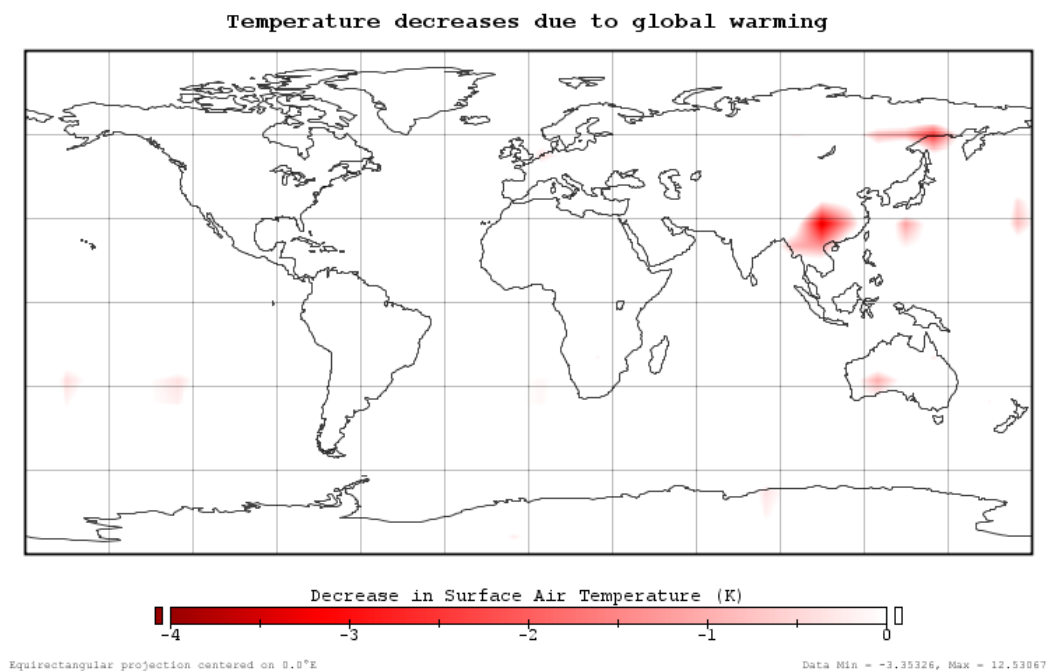 Temperature decreases due to global warming
Decrease in Surface Air Temperature (K)
-4 -3 -2 -1 0
Equirectangular projection centered on 0.0°E Data Min = -3.35326, Max = 12.53067